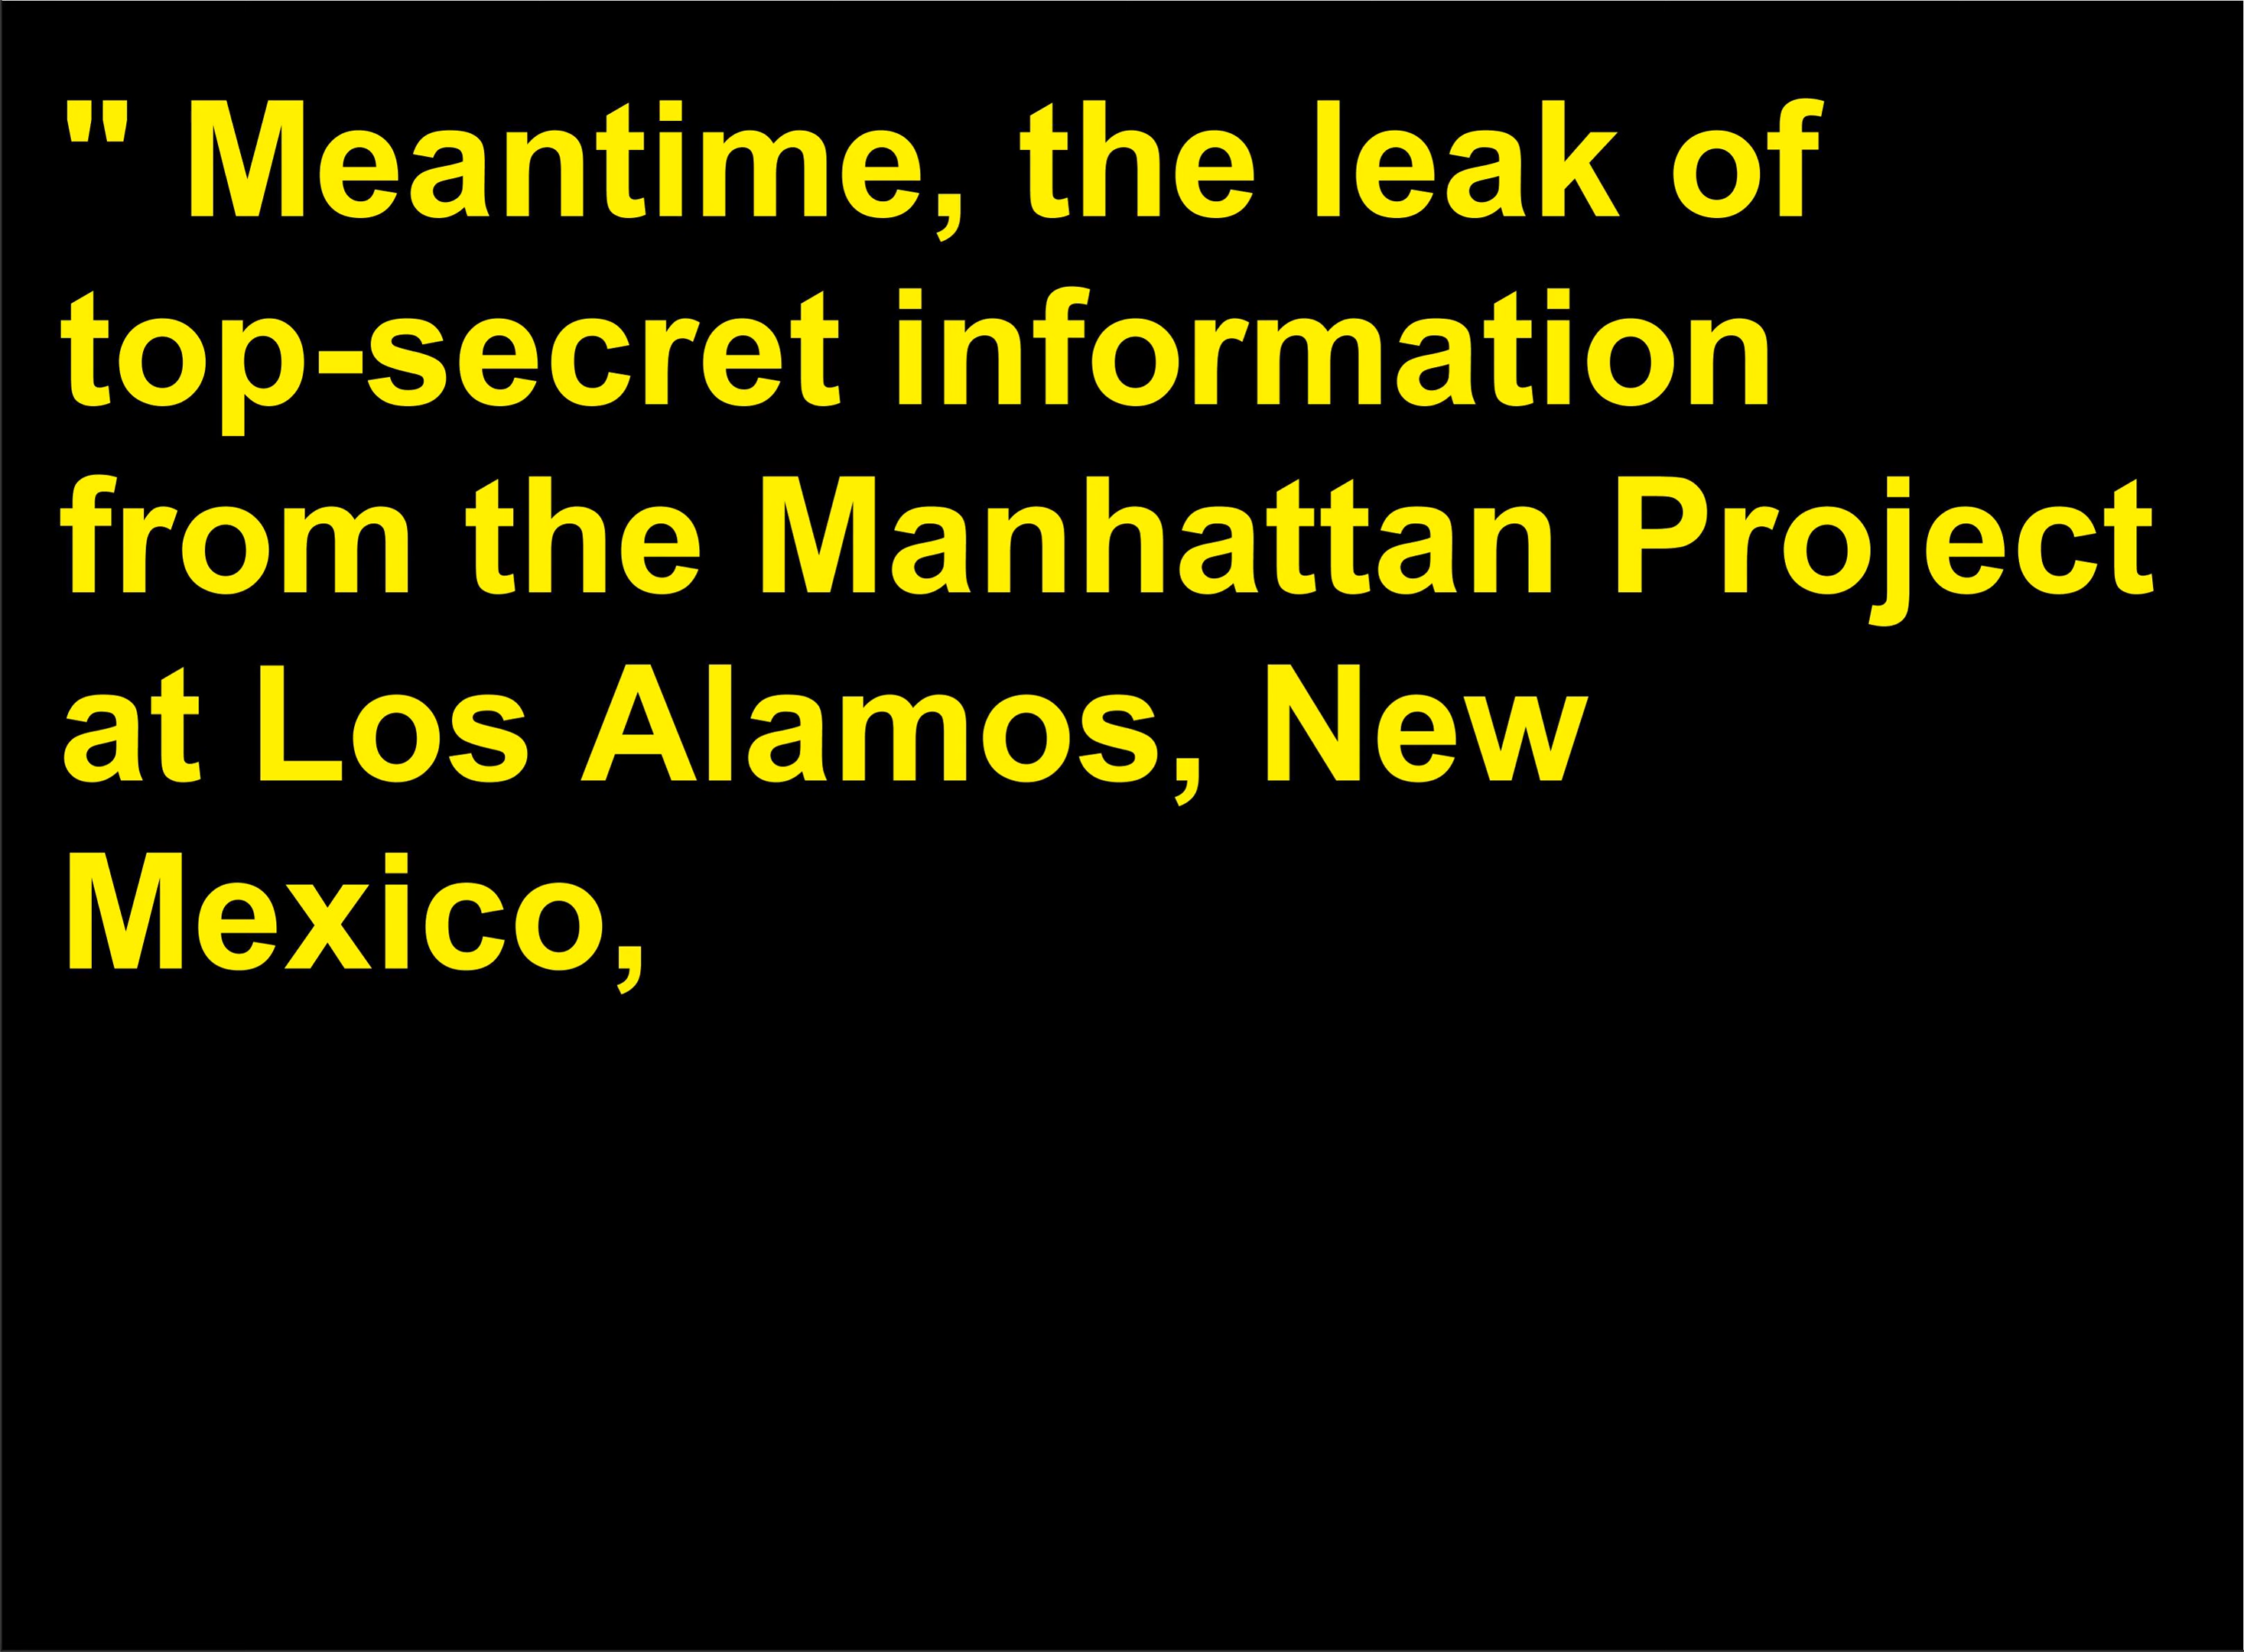 " Meantime, the leak of
top-secret information
from the Manhattan Project
at Los Alamos, New
Mexico,